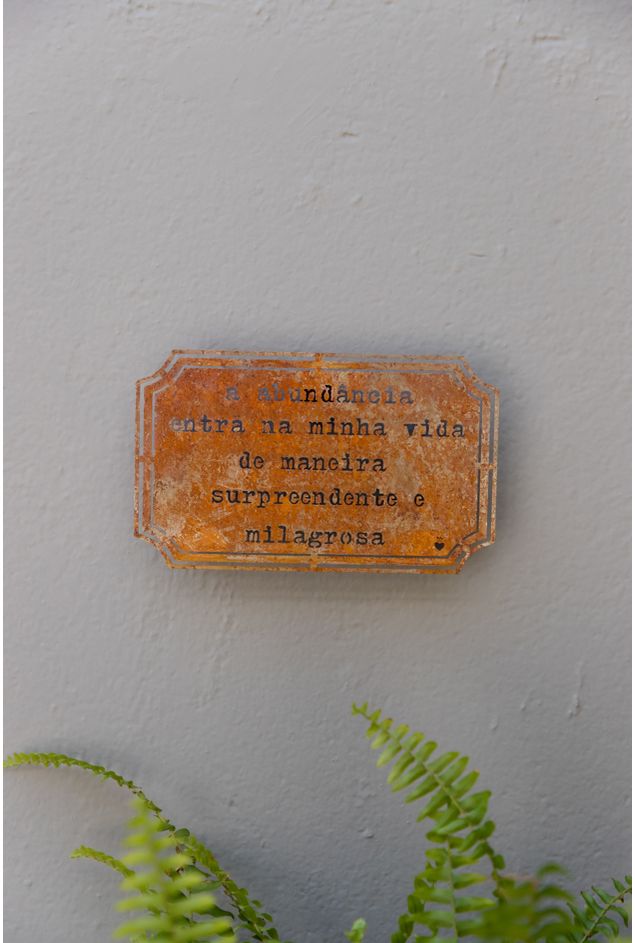 a abundância
entra na minha vida
de maneira
surpreendente e
milagrosa